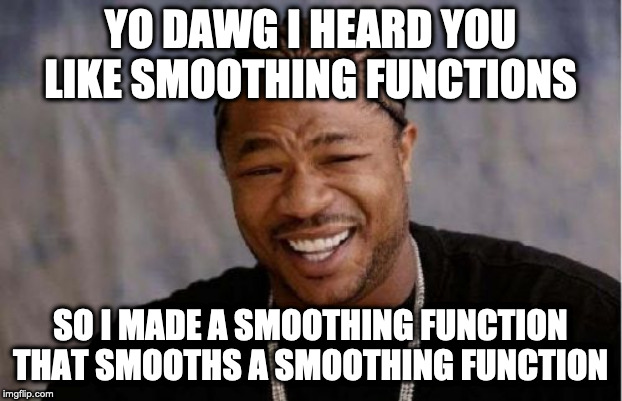 YO DAWG I HEARD YOU
LIKE SMOOTHING FUNCTIONS
SO I MADE A SMOOTHING FUNCTION
THAT SMOOTHS A SMOOTHING FUNCTION
imgflip.com